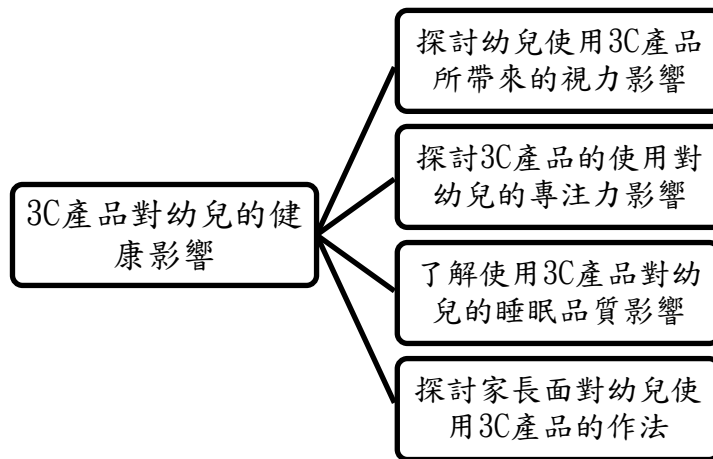 探討幼兒使用3C產品
所帶來的視力影響
探討3C產品的使用對
幼兒的專注力影響
3C產品對幼兒的健
康影響
了解使用3C產品對幼
兒的睡眠品質影響
探討家長面對幼兒使
用3C產品的作法